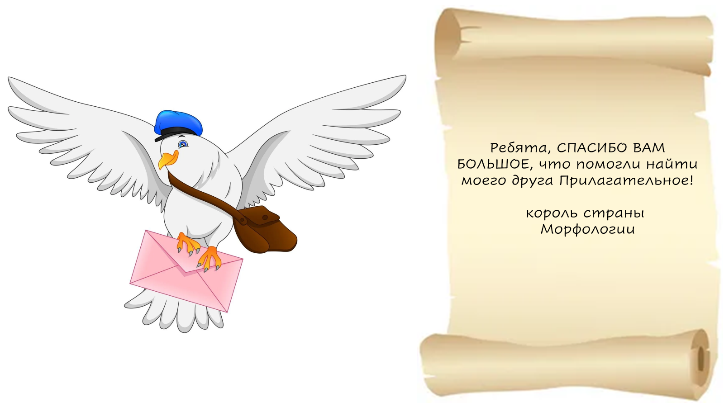 Ребята, СПАСИБО ВАМ
БОЛЬШОЕ, что помогли найти
моего друга Прилагательное!
король страны
Морфологии